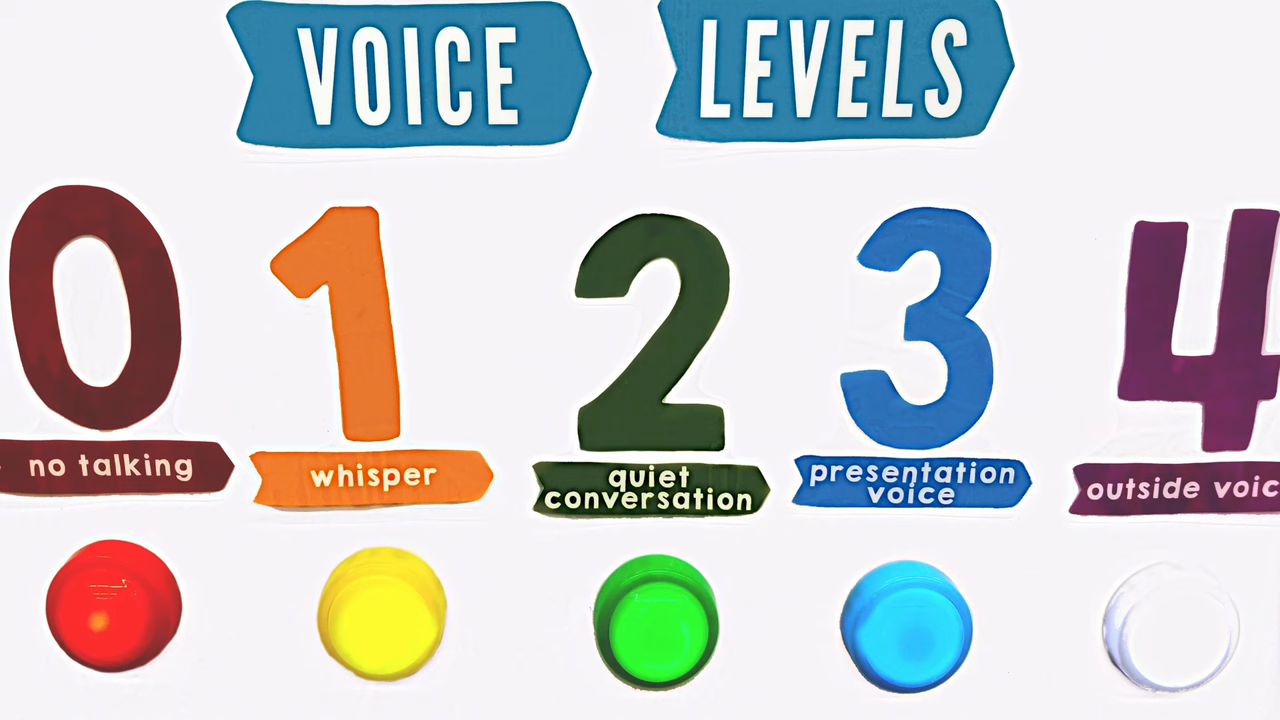 VOICE LEVELS
0 1 2 3 4
no talking
whisper
quiet
conversation
presentation
voice
outside voic